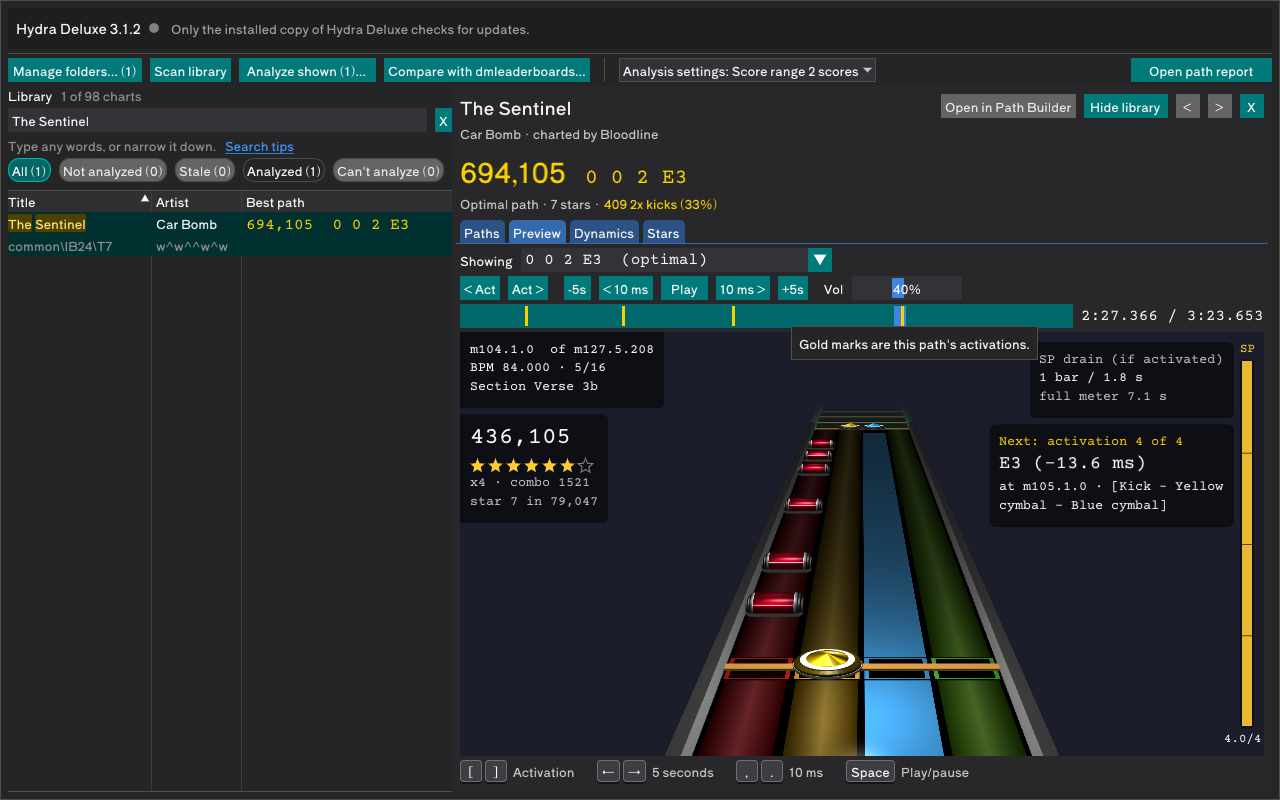 Hydra Deluxe 3.1.2 Only the installed copy of Hydra Deluxe checks for updates.
Manage folders... (1) Scan library Analyze shown (1)... Compare with dmleaderboards... Analysis settings: Score range 2 scores Open path report
Library 1 of 98 charts
The Sentinel X
Type any words, or narrow it down. Search tips
All (1) Not analyzed (0) Stale (0) Analyzed (1) Can't analyze (0)
Title Artist Best path
The Sentinel Car Bomb 694,105 0 0 2 E3
common\IB24\T7 w^w^^w^w
The Sentinel Open in Path Builder Hide library < > X
Car Bomb · charted by Bloodline
694,105 0 0 2 E3
Optimal path · 7 stars · 409 2x kicks (33%)
Paths Preview Dynamics Stars
Showing 0 0 2 E3 (optimal)
< Act Act > -5s < 10 ms Play 10 ms > +5s Vol 40%
2:27.366 / 3:23.653
Gold marks are this path's activations.
m104.1.0 of m127.5.208
BPM 84.000 · 5/16
Section Verse 3b
436,105
x4 · combo 1521
star 7 in 79,047
SP drain (if activated)
1 bar / 1.8 s
full meter 7.1 s
SP
Next: activation 4 of 4
E3 (-13.6 ms)
at m105.1.0 · [Kick - Yellow
cymbal - Blue cymbal]
4.0/4
[ ] Activation ← → 5 seconds , . 10 ms Space Play/pause